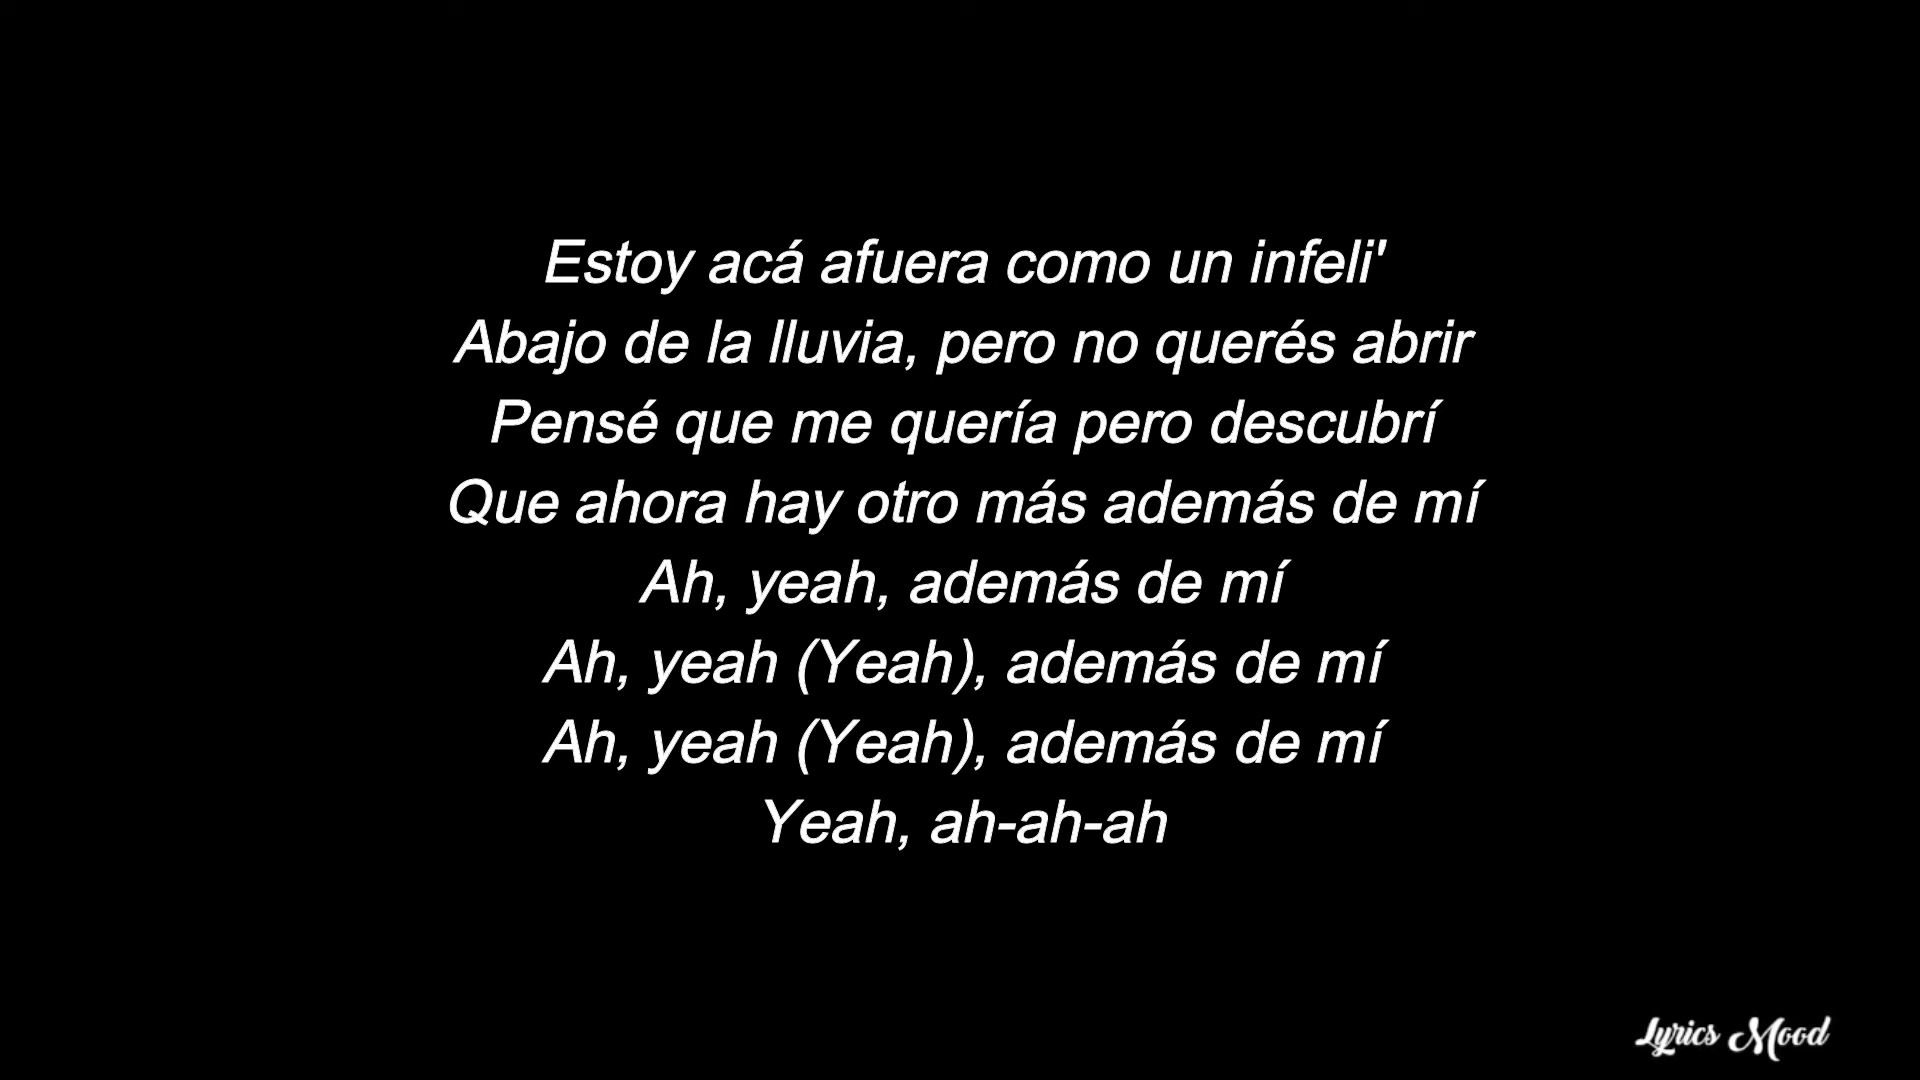 Estoy acá afuera como un infeli'
Abajo de la lluvia, pero no querés abrir
Pensé que me quería pero descubrí
Que ahora hay otro más además de mí
Ah, yeah, además de mí
Ah, yeah (Yeah), además de mí
Ah, yeah (Yeah), además de mí
Yeah, ah-ah-ah
Lyrics Mood